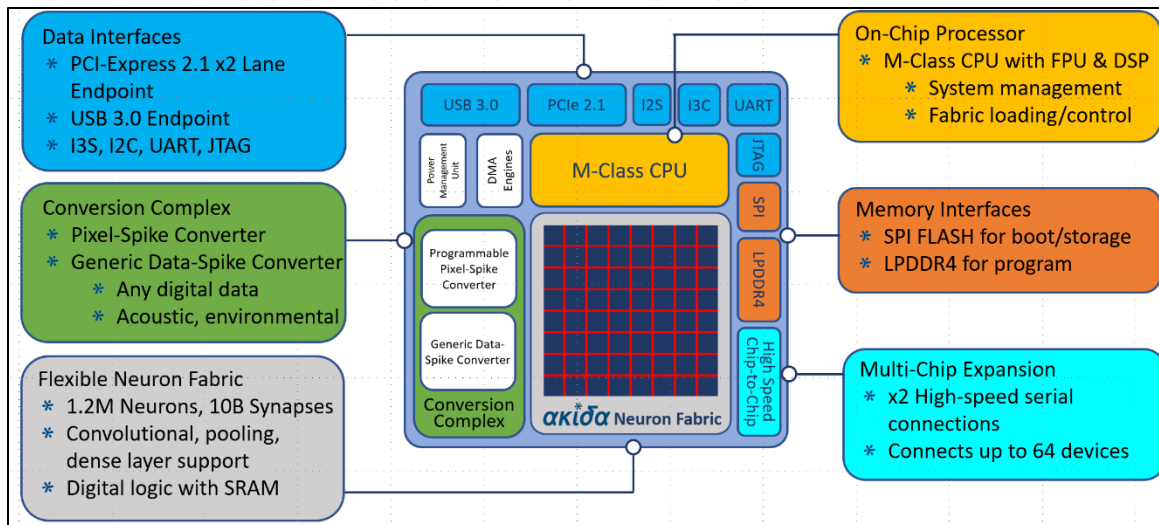 Data Interfaces
* PCI-Express 2.1 x2 Lane
Endpoint
* USB 3.0 Endpoint
* I3S, I2C, UART, JTAG
Conversion Complex
* Pixel-Spike Converter
* Generic Data-Spike Converter
* Any digital data
* Acoustic, environmental
Flexible Neuron Fabric
* 1.2M Neurons, 10B Synapses
* Convolutional, pooling,
dense layer support
* Digital logic with SRAM
USB 3.0
PCIe 2.1
I2S
I3C
UART
Power
Management
Unit
DMA
Engines
M-Class CPU
JTAG
SPI
LPDDR4
High Speed
Chip-to-Chip
Programmable
Pixel-Spike
Converter
Generic Data-
Spike Converter
Conversion
Complex
akida Neuron Fabric
On-Chip Processor
* M-Class CPU with FPU & DSP
* System management
* Fabric loading/control
Memory Interfaces
* SPI FLASH for boot/storage
* LPDDR4 for program
Multi-Chip Expansion
* x2 High-speed serial
connections
* Connects up to 64 devices